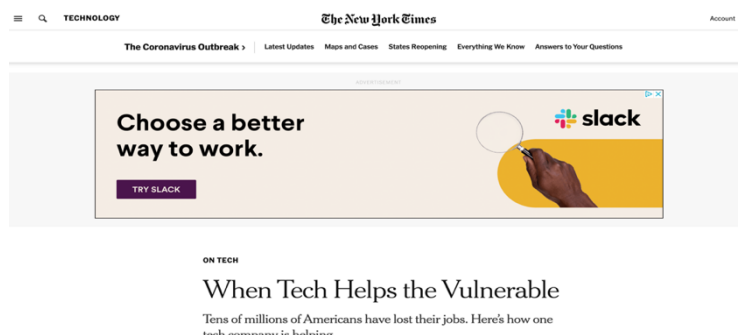 TECHNOLOGY
The New York Times
Account
The Coronavirus Outbreak >
Latest Updates Maps and Cases States Reopening Everything We Know Answers to Your Questions
ADVERTISEMENT
Choose a better
way to work.
slack
TRY SLACK
ON TECH
When Tech Helps the Vulnerable
Tens of millions of Americans have lost their jobs. Here's how one
tech company is helping